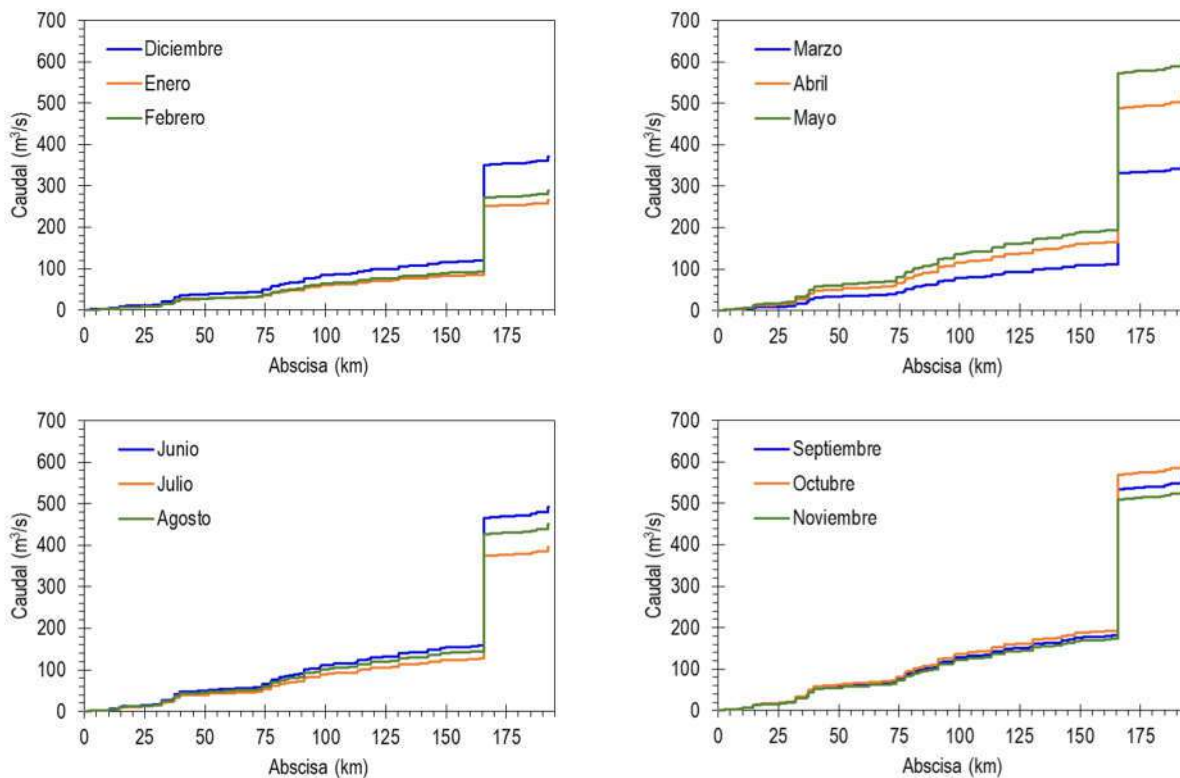 700
600
500
400
300
200
100
0
Caudal (m³/s)
Diciembre
Enero
Febrero
0 25 50 75 100 125 150 175
Abscisa (km)
700
600
500
400
300
200
100
0
Caudal (m³/s)
Marzo
Abril
Mayo
0 25 50 75 100 125 150 175
Abscisa (km)
700
600
500
400
300
200
100
0
Caudal (m³/s)
Junio
Julio
Agosto
0 25 50 75 100 125 150 175
Abscisa (km)
700
600
500
400
300
200
100
0
Caudal (m³/s)
Septiembre
Octubre
Noviembre
0 25 50 75 100 125 150 175
Abscisa (km)